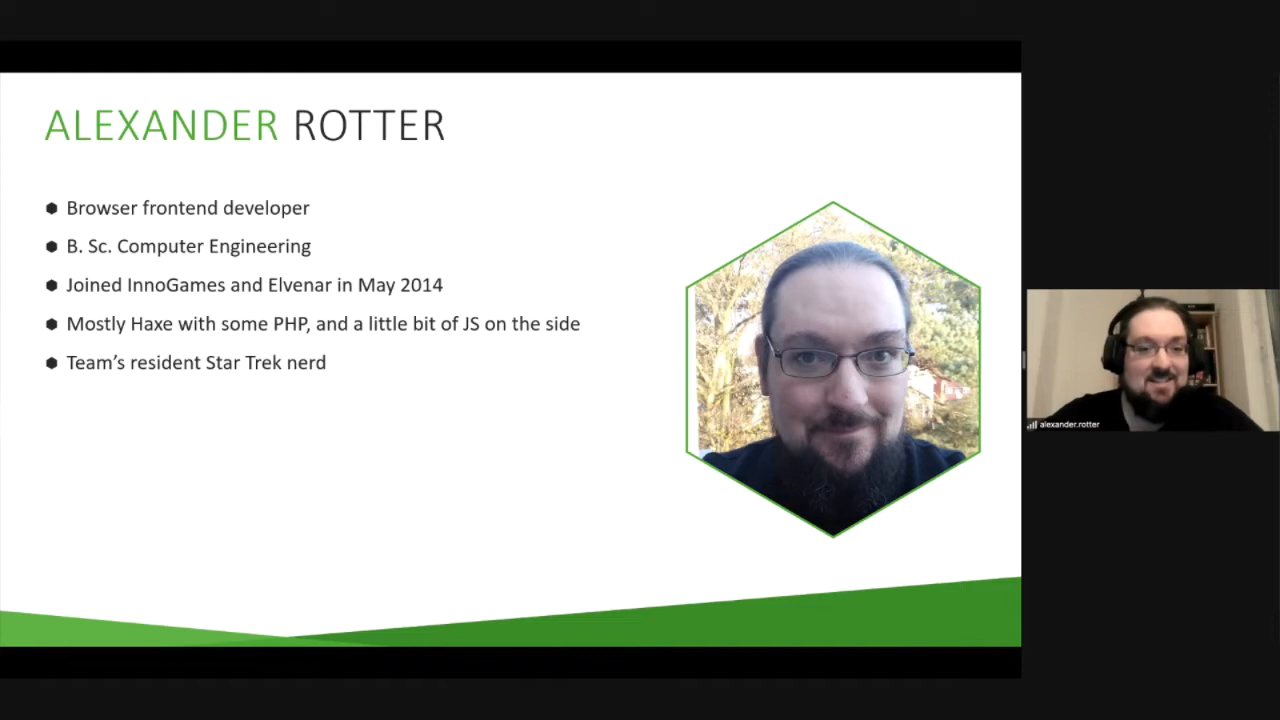 ALEXANDER ROTTER
Browser frontend developer
B. Sc. Computer Engineering
Joined InnoGames and Elvenar in May 2014
Mostly Haxe with some PHP, and a little bit of JS on the side
Team’s resident Star Trek nerd
alexander.rotter